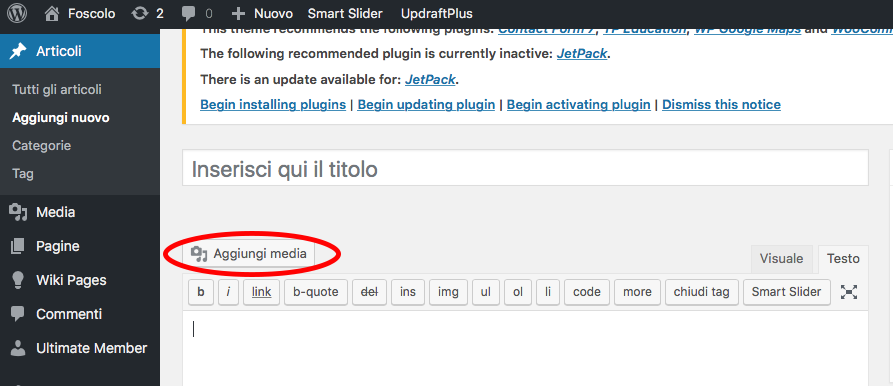 Foscolo 2 0 Nuovo Smart Slider UpdraftPlus
Articoli
Tutti gli articoli
Aggiungi nuovo
Categorie
Tag
Media
Pagine
Wiki Pages
Commenti
Ultimate Member
This theme recommends the following plugins: Contact Form 7, TP Education, WP Google Maps and
The following recommended plugin is currently inactive: JetPack.
There is an update available for: JetPack.
Begin installing plugins | Begin updating plugin | Begin activating plugin | Dismiss this notice
Inserisci qui il titolo
Aggiungi media
Visuale Testo
b i link b-quote del ins img ul ol li code more chiudi tag Smart Slider